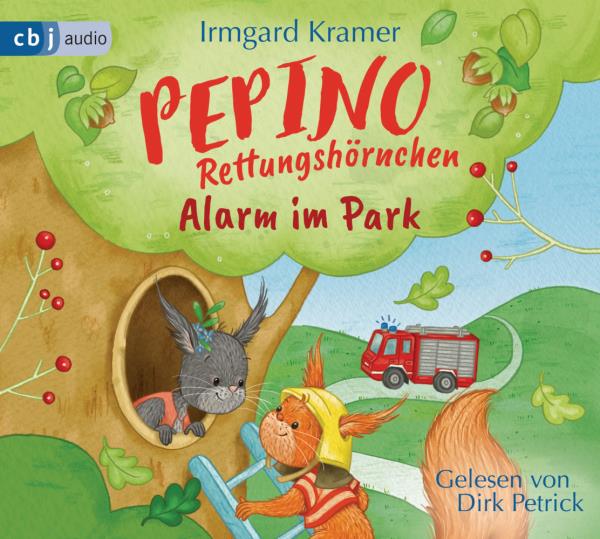 cbj audio
Irmgard Kramer
PEPINO
Rettungshörnchen
Alarm im Park
Gelesen von
Dirk Petrick